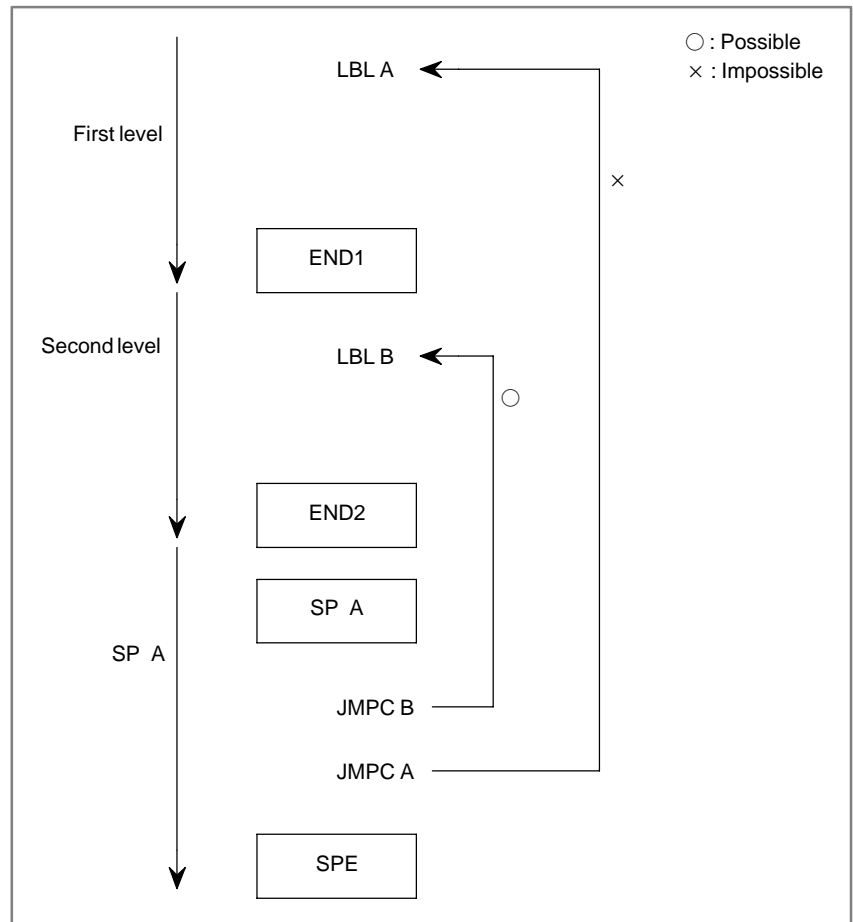 ○ : Possible
× : Impossible
LBL A
First level
×
END1
Second level
LBL B
○
END2
SP A
SP A
JMPC B
JMPC A
SPE